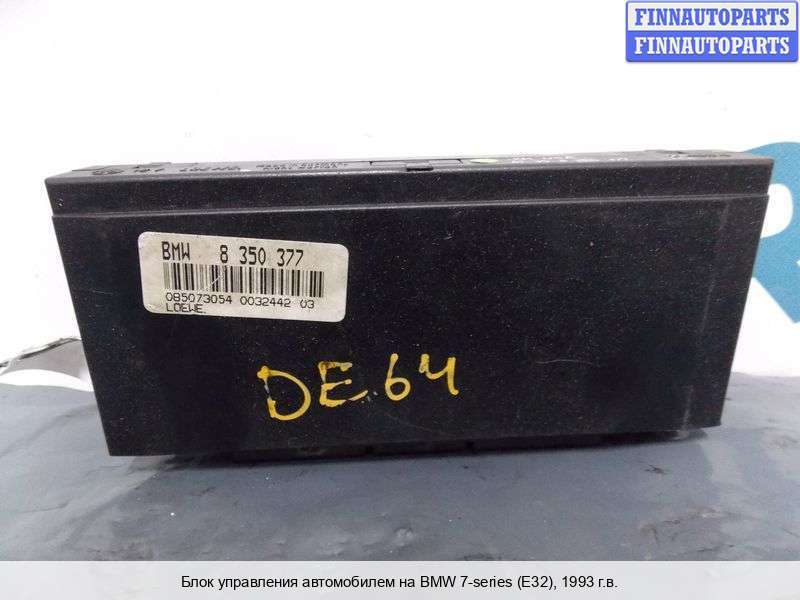 FINNAUTOPARTS
FINNAUTOPARTS
BMW 8 350 377
085073054 0032442 03
LOEWE.
DE.64
Блок управления автомобилем на BMW 7-series (E32), 1993 г.в.